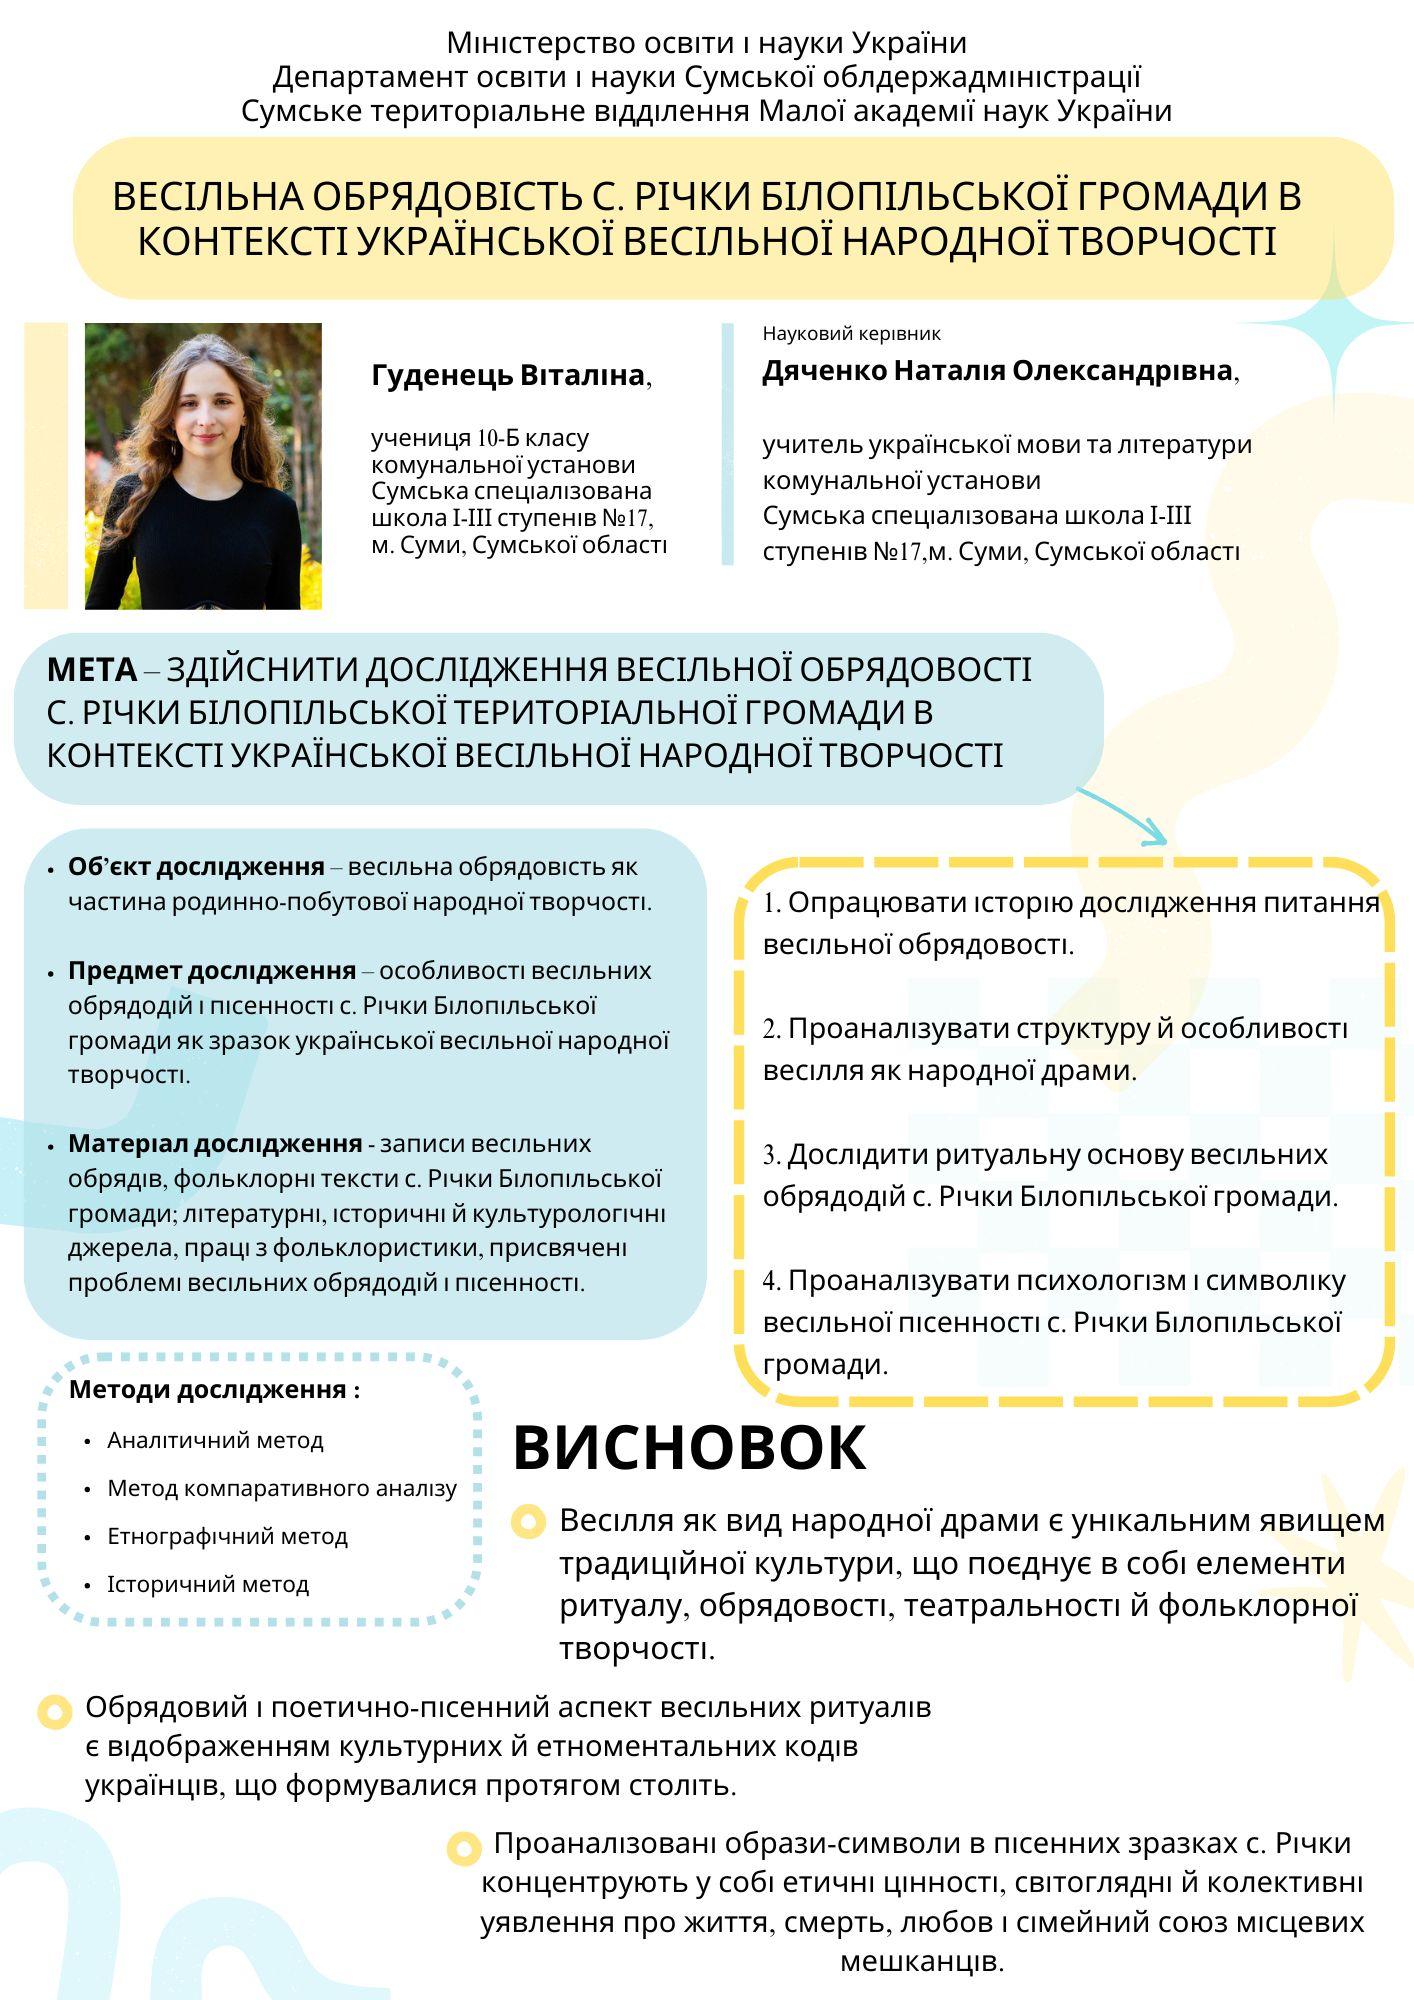 Міністерство освіти і науки України
Департамент освіти і науки Сумської облдержадміністрації
Сумське територіальне відділення Малої академії наук України
ВЕСІЛЬНА ОБРЯДОВІСТЬ С. РІЧКИ БІЛОПІЛЬСЬКОЇ ГРОМАДИ В
КОНТЕКСТІ УКРАЇНСЬКОЇ ВЕСІЛЬНОЇ НАРОДНОЇ ТВОРЧОСТІ
Гуденець Віталіна,
учениця 10-Б класу
комунальної установи
Сумська спеціалізована
школа І-ІІІ ступенів №17,
м. Суми, Сумської області
Науковий керівник
Дяченко Наталія Олександрівна,
учитель української мови та літератури
комунальної установи
Сумська спеціалізована школа І-ІІІ
ступенів №17,м. Суми, Сумської області
МЕТА – ЗДІЙСНИТИ ДОСЛІДЖЕННЯ ВЕСІЛЬНОЇ ОБРЯДОВОСТІ
С. РІЧКИ БІЛОПІЛЬСЬКОЇ ТЕРИТОРІАЛЬНОЇ ГРОМАДИ В
КОНТЕКСТІ УКРАЇНСЬКОЇ ВЕСІЛЬНОЇ НАРОДНОЇ ТВОРЧОСТІ
• Об’єкт дослідження – весільна обрядовість як
частина родинно-побутової народної творчості.
• Предмет дослідження – особливості весільних
обрядодій і пісенності с. Річки Білопільської
громади як зразок української весільної народної
творчості.
• Матеріал дослідження - записи весільних
обрядів, фольклорні тексти с. Річки Білопільської
громади; літературні, історичні й культурологічні
джерела, праці з фольклористики, присвячені
проблемі весільних обрядодій і пісенності.
1. Опрацювати історію дослідження питання
весільної обрядовості.
2. Проаналізувати структуру й особливості
весілля як народної драми.
3. Дослідити ритуальну основу весільних
обрядодій с. Річки Білопільської громади.
4. Проаналізувати психологізм і символіку
весільної пісенності с. Річки Білопільської
громади.
Методи дослідження :
• Аналітичний метод
• Метод компаративного аналізу
• Етнографічний метод
• Історичний метод
ВИСНОВОК
Весілля як вид народної драми є унікальним явищем
традиційної культури, що поєднує в собі елементи
ритуалу, обрядовості, театральності й фольклорної
творчості.
Обрядовий і поетично-пісенний аспект весільних ритуалів
є відображенням культурних й етноментальних кодів
українців, що формувалися протягом століть.
Проаналізовані образи-символи в пісенних зразках с. Річки
концентрують у собі етичні цінності, світоглядні й колективні
уявлення про життя, смерть, любов і сімейний союз місцевих
мешканців.